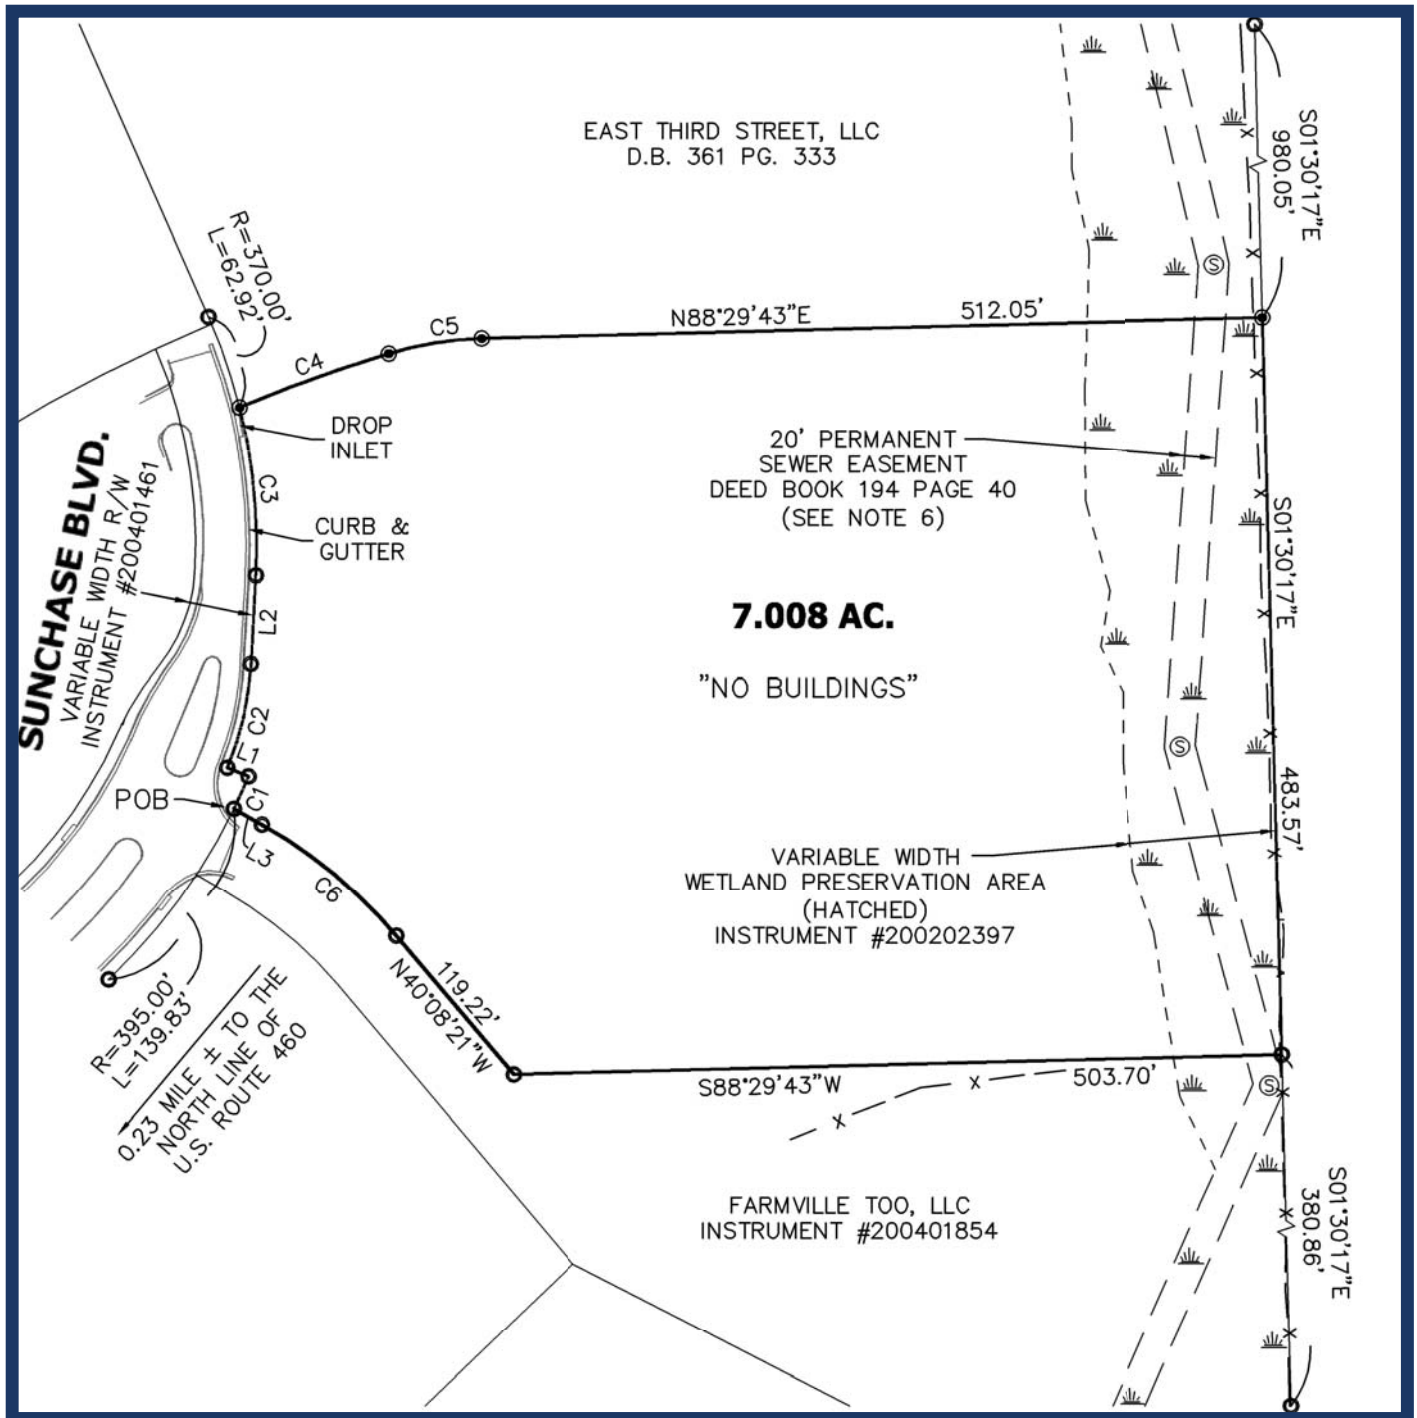 EAST THIRD STREET, LLC
D.B. 361 PG. 333
S01°30'17"E
980.05'
R=370.00'
L=62.92'
C4
C5
N88°29'43"E
512.05'
DROP
INLET
C3
CURB &
GUTTER
20' PERMANENT
SEWER EASEMENT
DEED BOOK 194 PAGE 40
(SEE NOTE 6)
SUNCHASE BLVD.
VARIABLE WIDTH R/W
INSTRUMENT #200401461
L2
S01°30'17"E
483.57'
7.008 AC.
"NO BUILDINGS"
C2
L1
POB
C1
L3
C6
VARIABLE WIDTH
WETLAND PRESERVATION AREA
(HATCHED)
INSTRUMENT #200202397
119.22'
N40°08'21"W
R=395.00'
L=139.83'
0.23 MILE ± TO THE
NORTH LINE OF
U.S. ROUTE 460
S88°29'43"W
503.70'
FARMVILLE TOO, LLC
INSTRUMENT #200401854
S01°30'17"E
380.86'
S
S
S